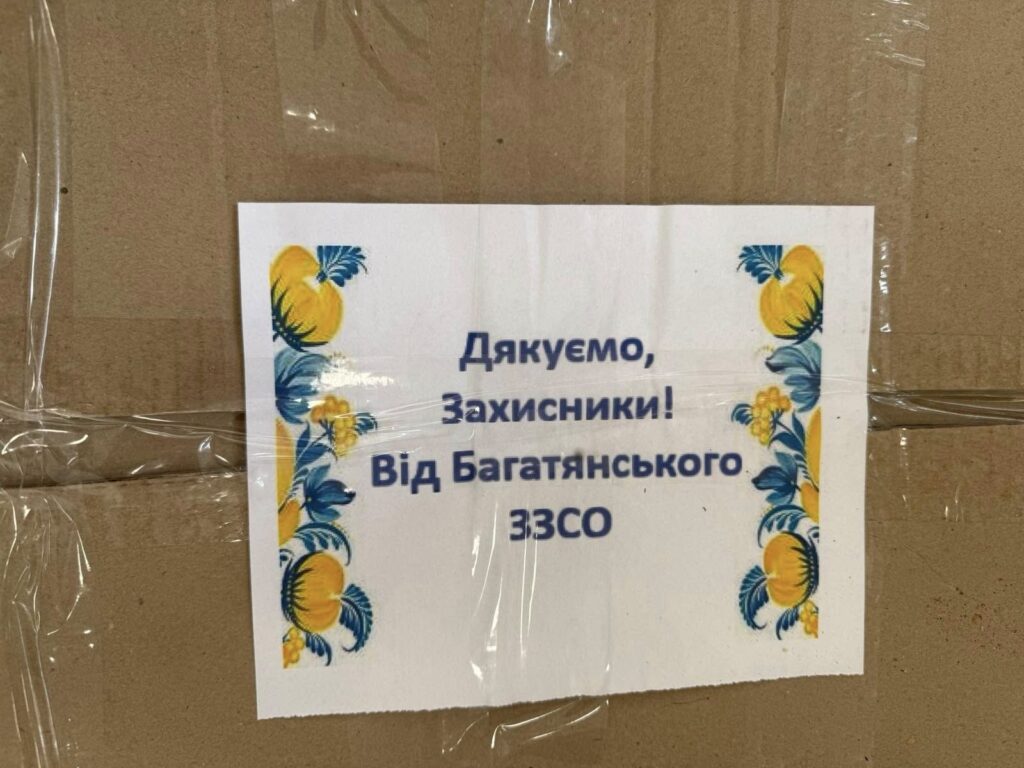 Дякуємо,
Захисники!
Від Багатянського
ЗЗСО